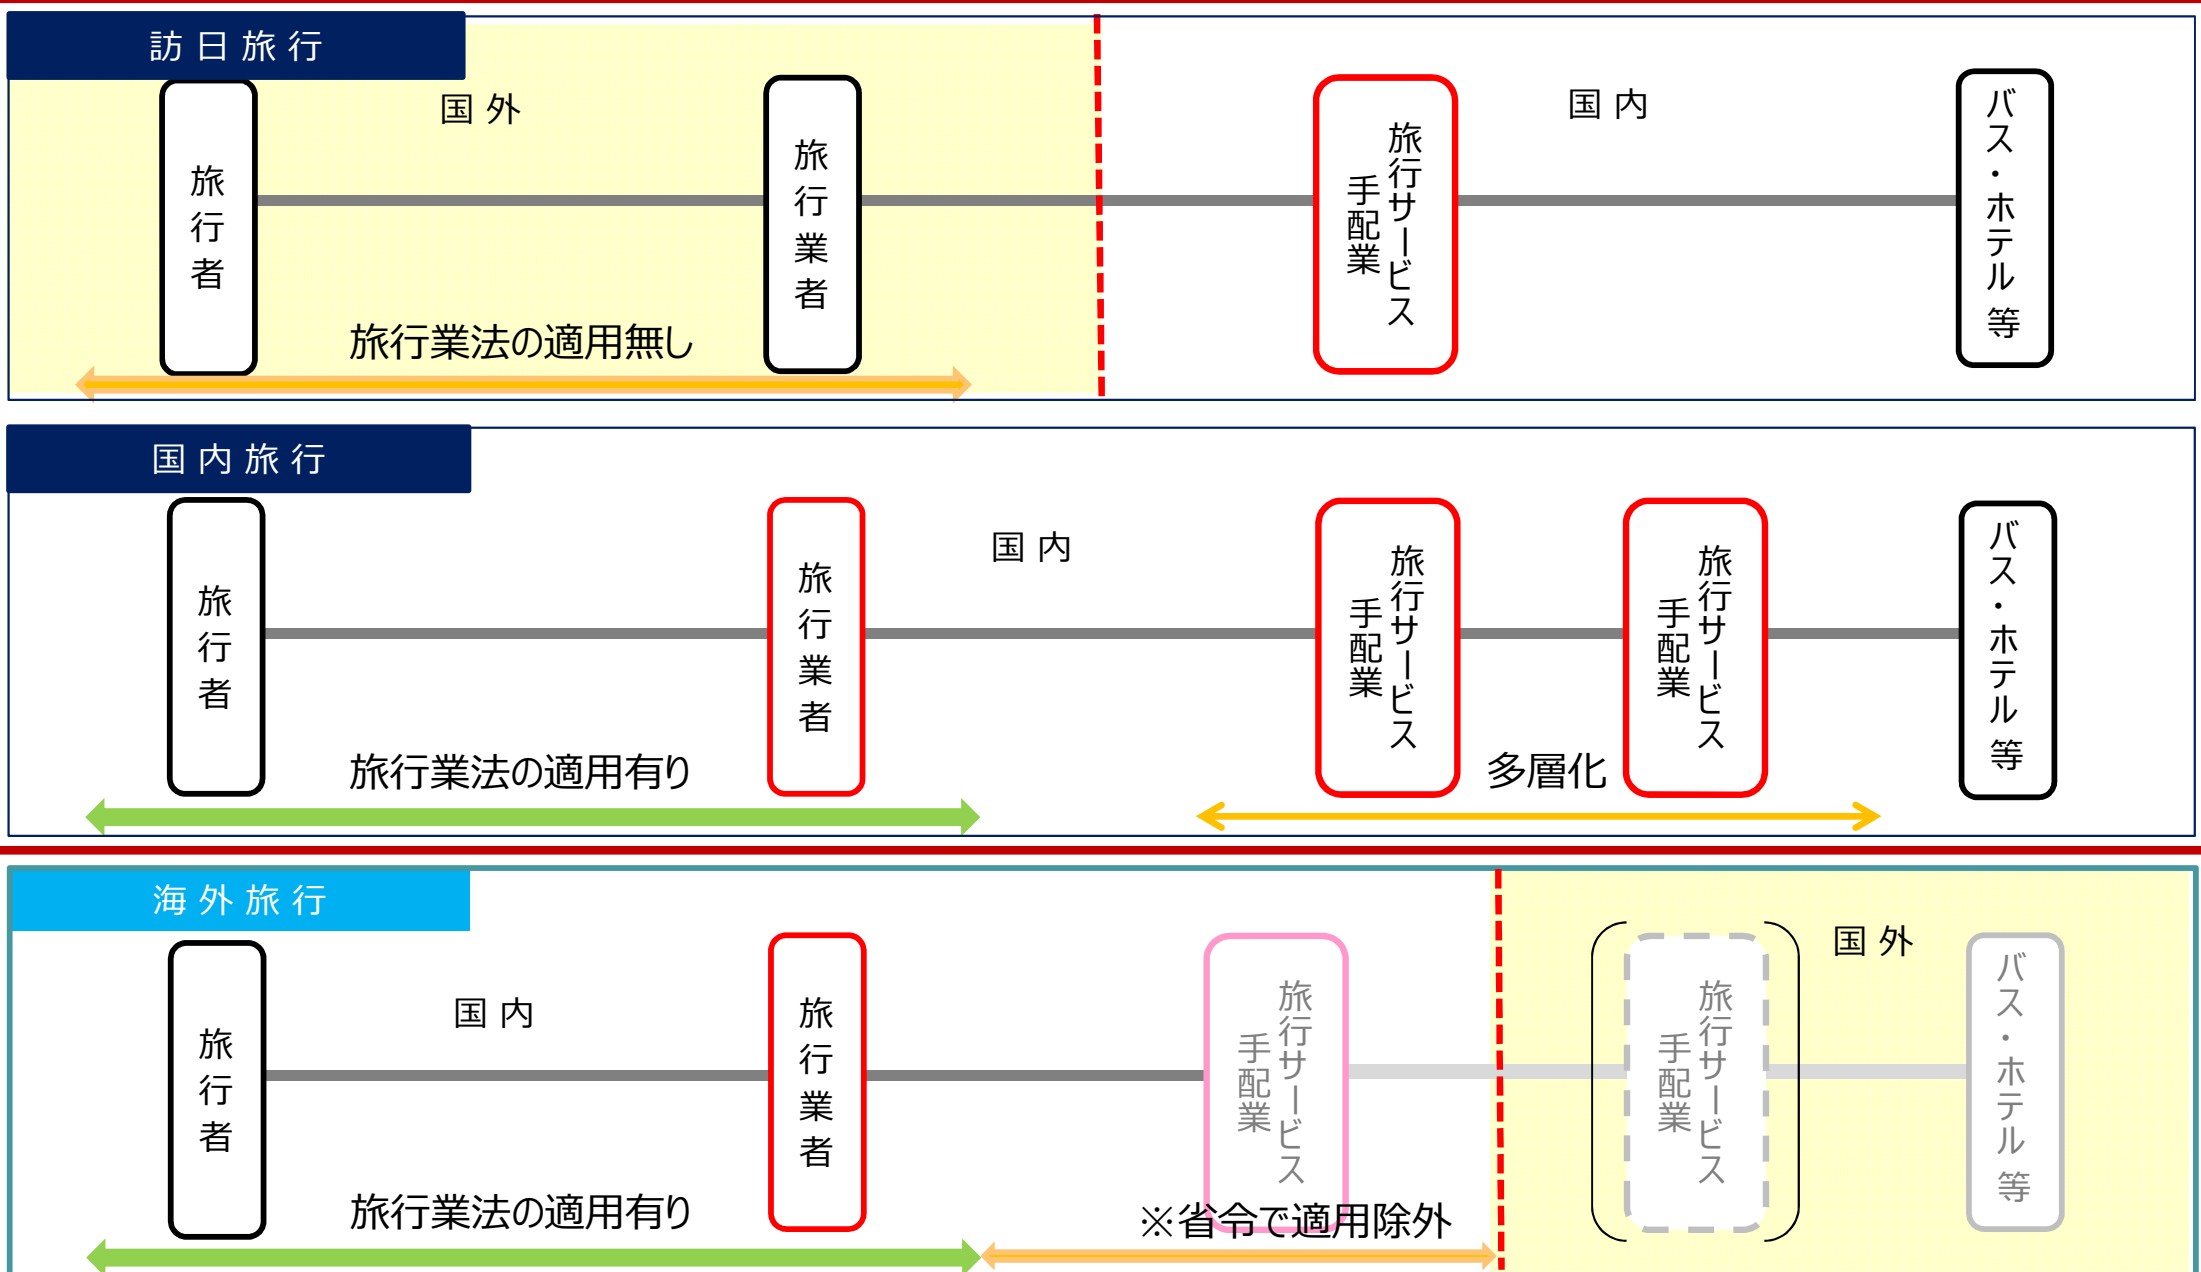 訪日旅行
国外
国内
旅行者
旅行業者
旅行サービス
手配業
バス・ホテル 等
旅行業法の適用無し
国内旅行
国内
旅行者
旅行業者
旅行サービス
手配業
旅行サービス
手配業
バス・ホテル 等
旅行業法の適用有り
多層化
海外旅行
国内
国外
旅行者
旅行業者
旅行サービス
手配業
旅行サービス
手配業
バス・ホテル 等
旅行業法の適用有り
※省令で適用除外